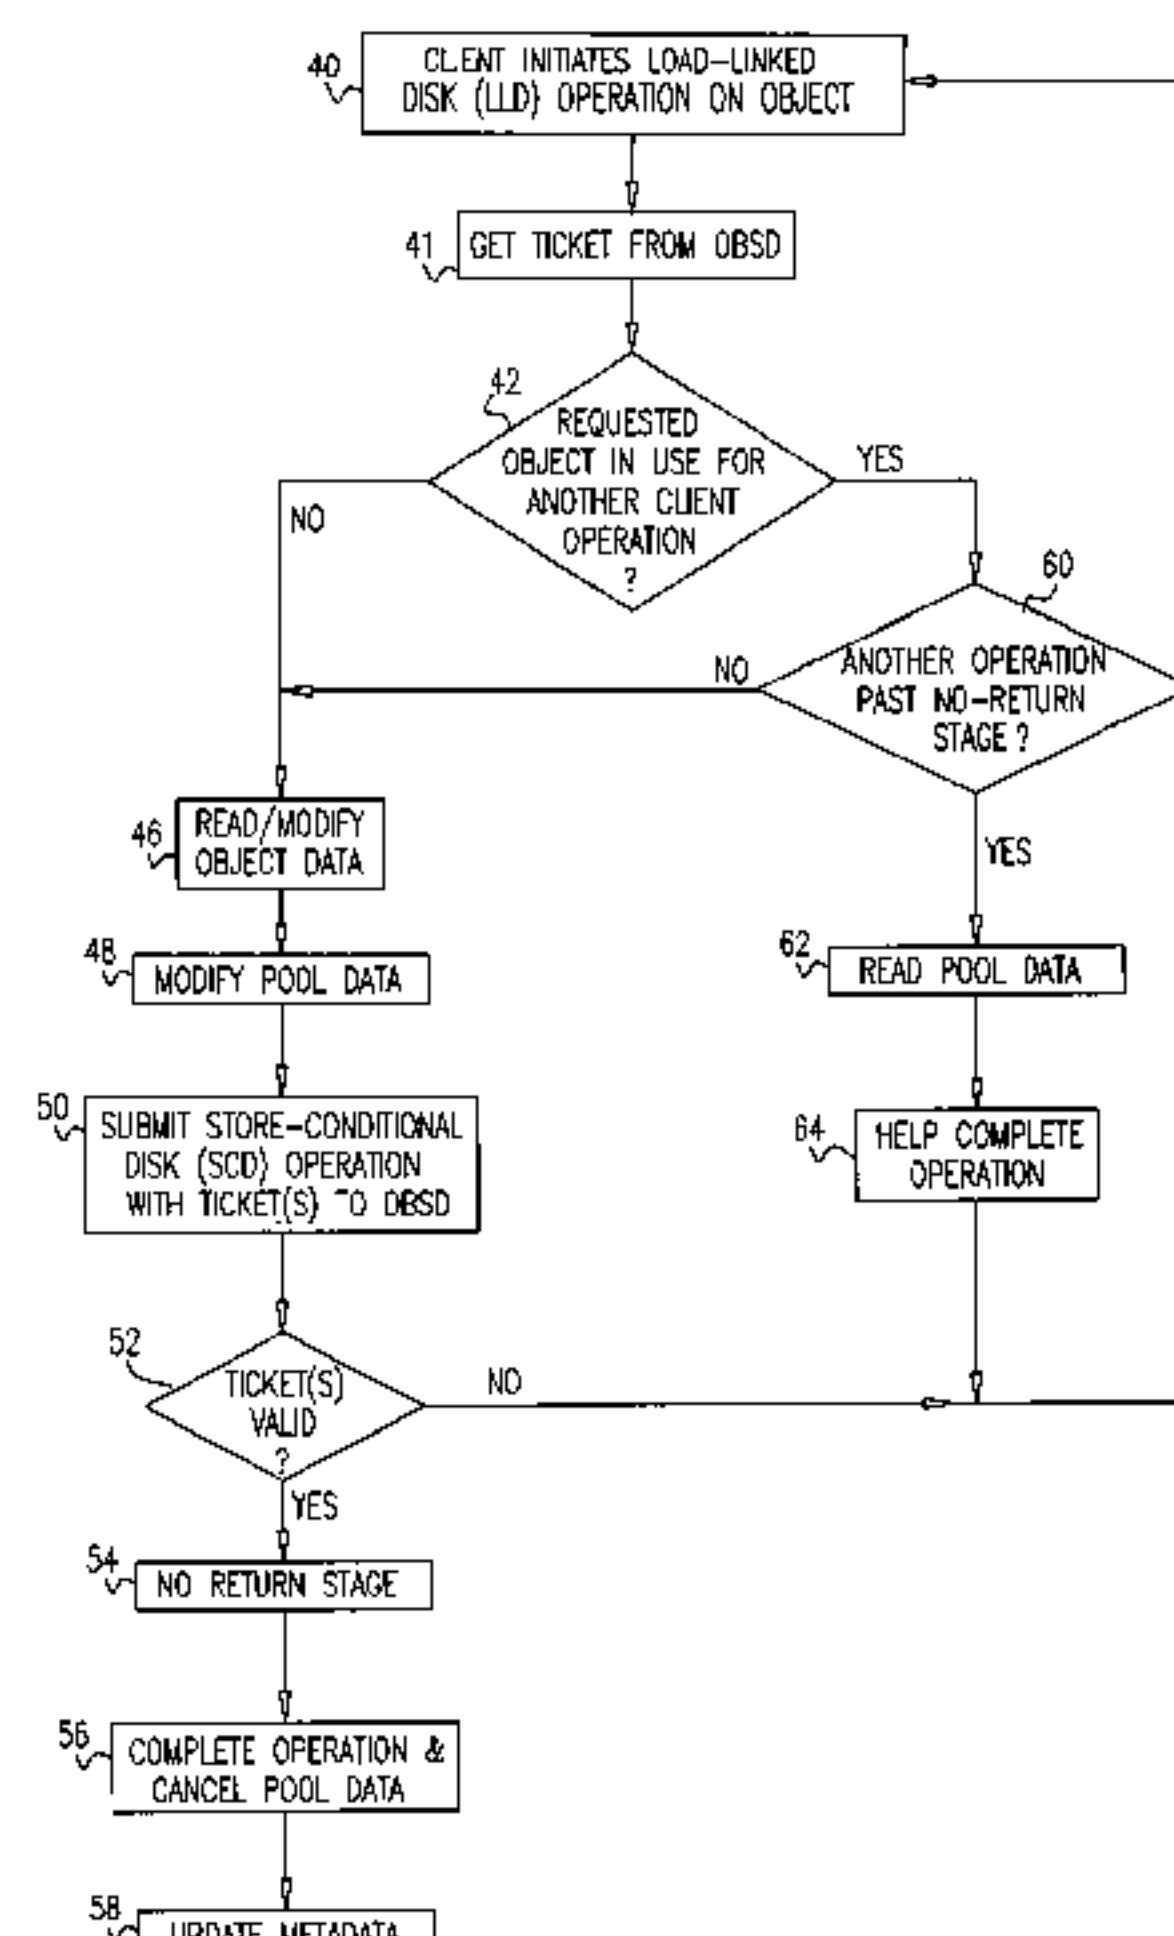 40
CLIENT INITIATES LOAD-LINKED
DISK (LLD) OPERATION ON OBJECT
41
GET TICKET FROM OBSD
42
REQUESTED
OBJECT IN USE FOR
ANOTHER CLIENT
OPERATION
?
YES
NO
60
ANOTHER OPERATION
PAST NO-RETURN
STAGE?
NO
YES
46
READ/MODIFY
OBJECT DATA
48
MODIFY POOL DATA
62
READ POOL DATA
50
SUBMIT STORE-CONDITIONAL
DISK (SCD) OPERATION
WITH TICKET(S) TO OBSD
64
HELP COMPLETE
OPERATION
52
TICKET(S)
VALID
?
NO
YES
54
NO RETURN STAGE
56
COMPLETE OPERATION &
CANCEL POOL DATA
58
UPDATE METADATA